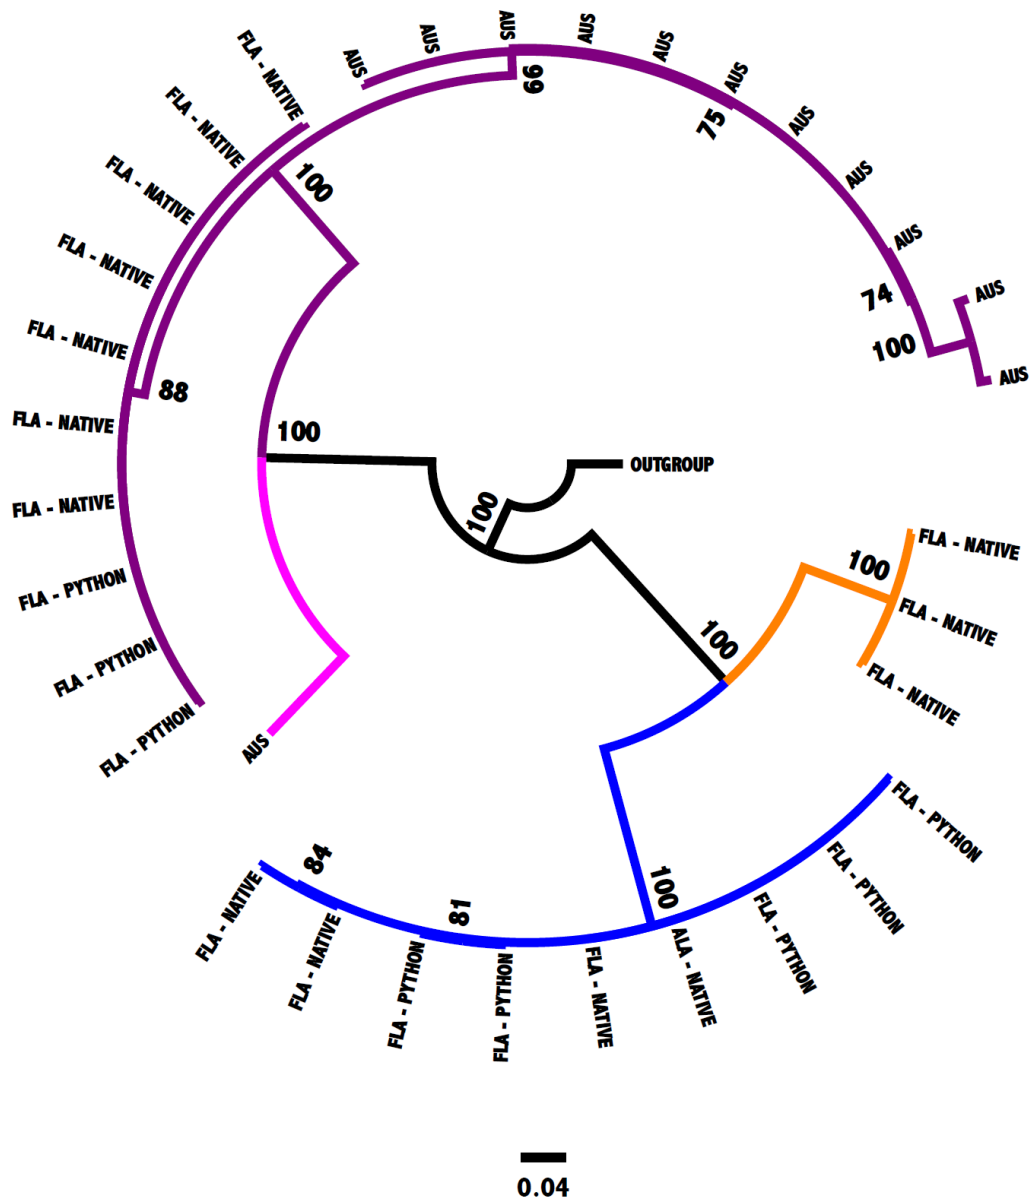 AUS
AUS
AUS
AUS
AUS
AUS
AUS
AUS
AUS
AUS
AUS
99
75
74
100
FLA - NATIVE
FLA - NATIVE
FLA - NATIVE
FLA - NATIVE
FLA - NATIVE
FLA - NATIVE
FLA - NATIVE
FLA - PYTHON
FLA - PYTHON
FLA - PYTHON
100
88
100
AUS
100
OUTGROUP
100
100
FLA - NATIVE
FLA - NATIVE
FLA - NATIVE
FLA - PYTHON
FLA - PYTHON
FLA - PYTHON
100
ALA - NATIVE
FLA - NATIVE
81
FLA - PYTHON
FLA - PYTHON
84
FLA - NATIVE
FLA - NATIVE
0.04